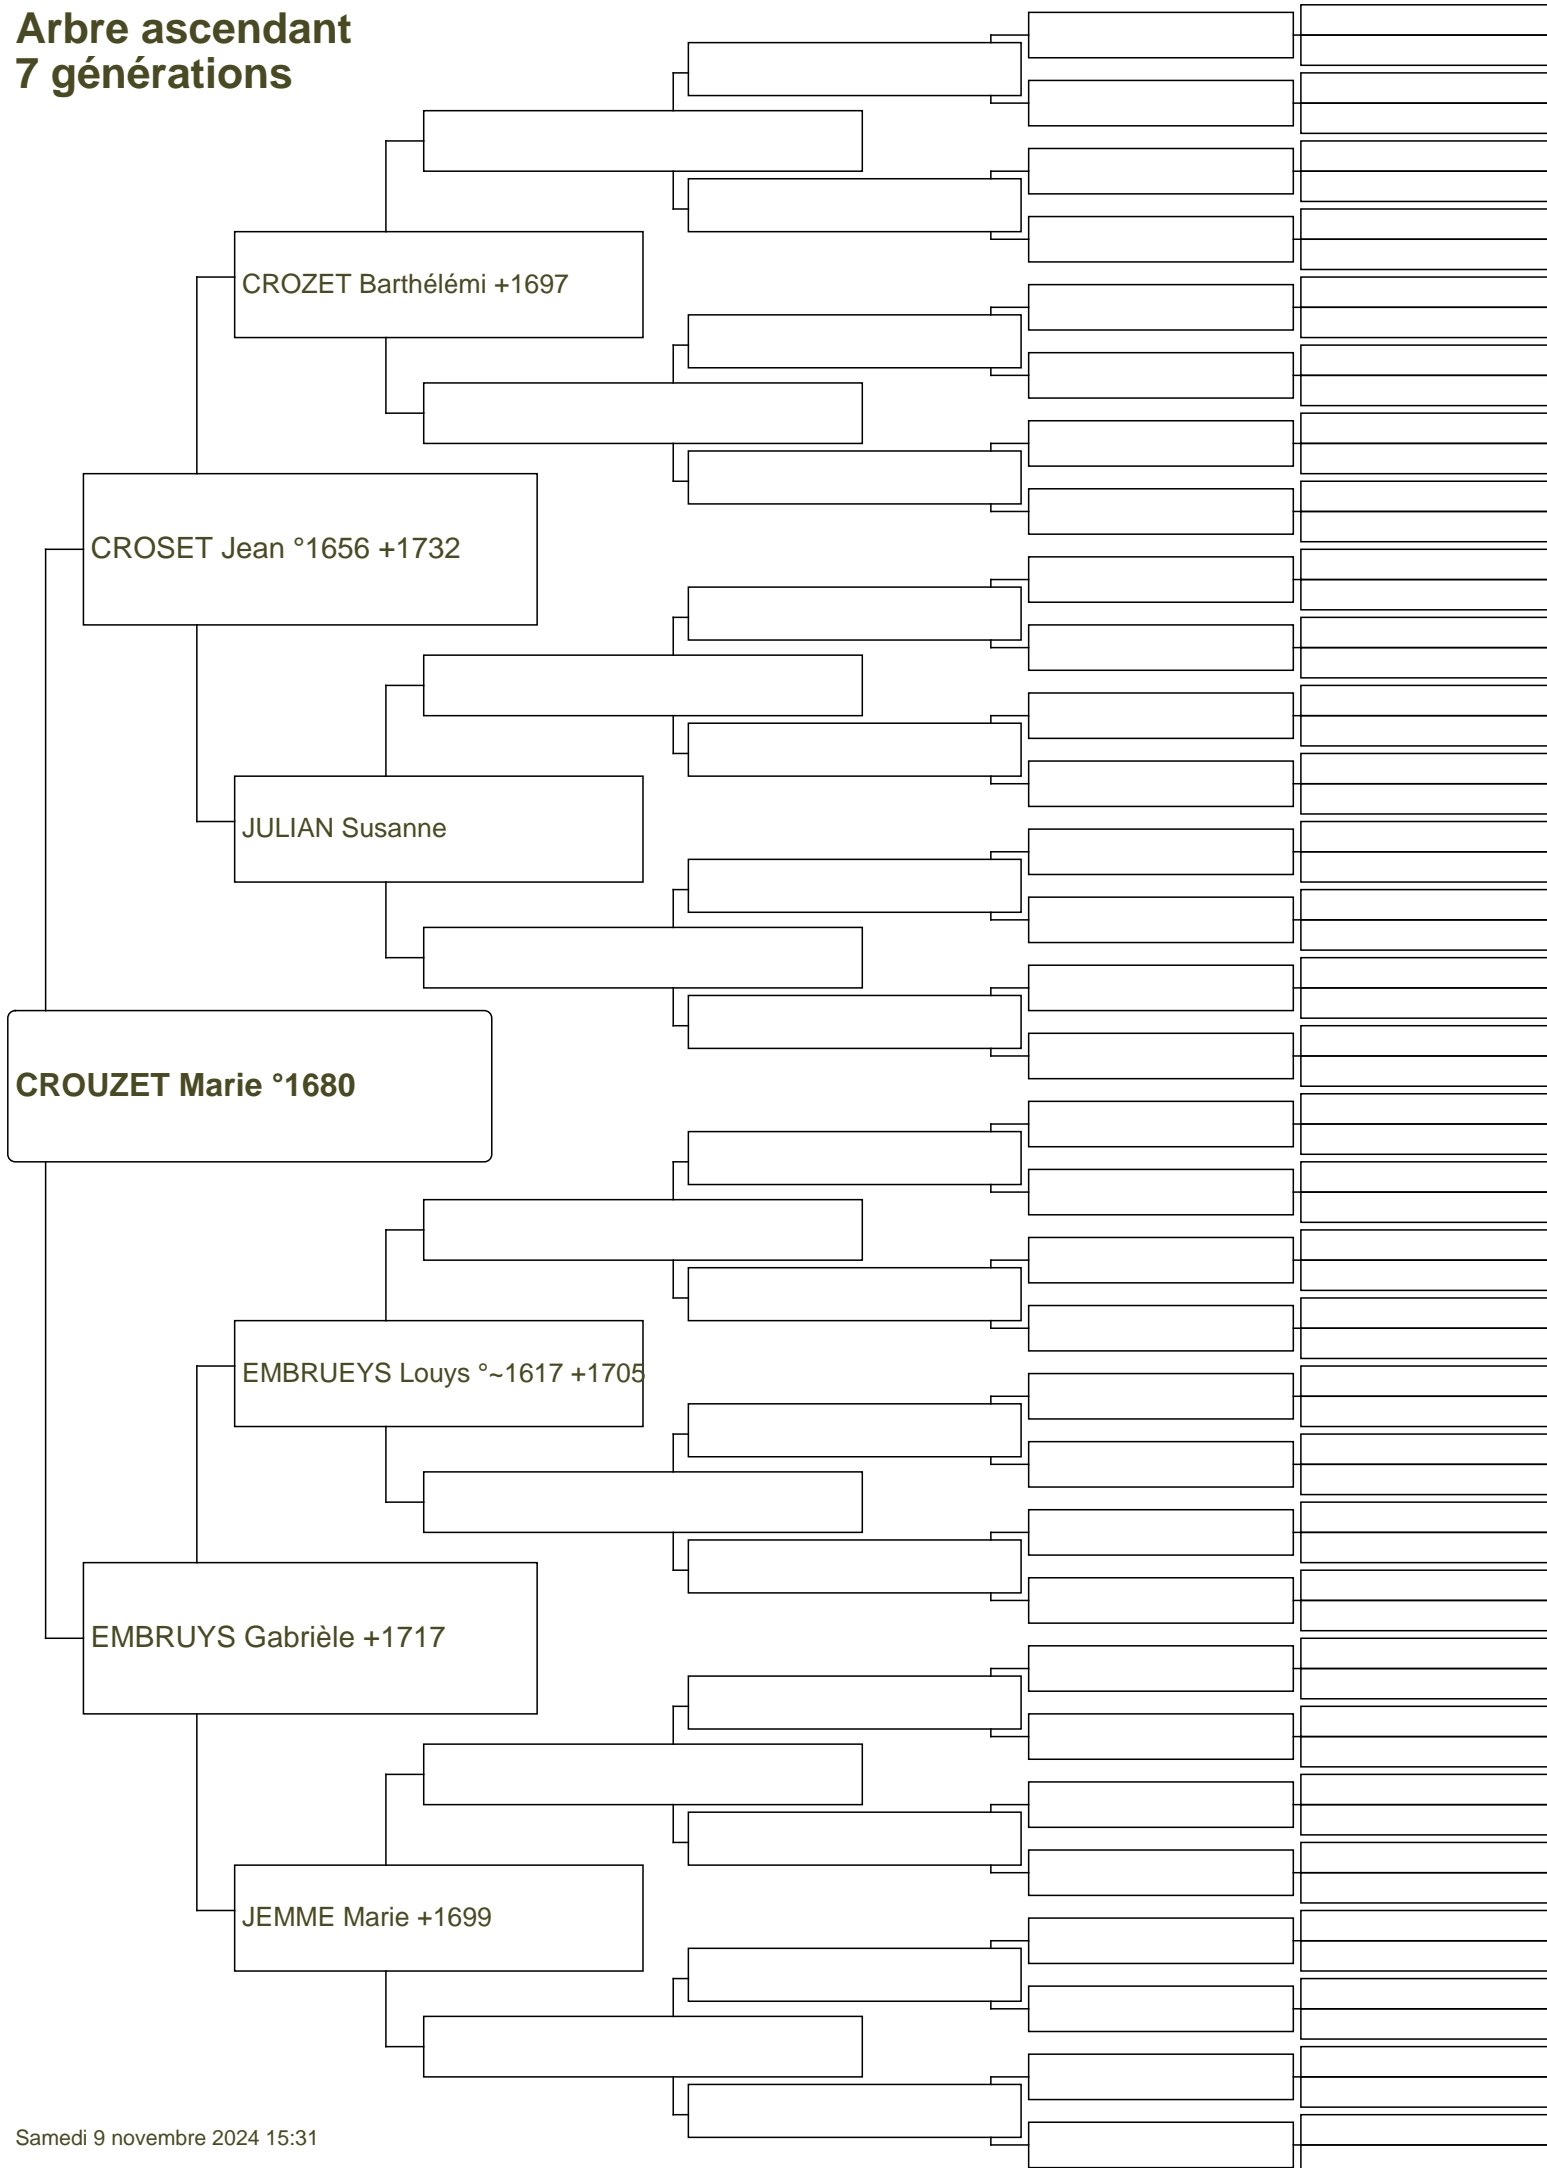 Arbre ascendant
7 générations
CROZET Barthélémi +1697
CROSET Jean °1656 +1732
JULIAN Susanne
CROUZET Marie °1680
EMBRUEYS Louys °~1617 +1705
EMBRUYS Gabrièle +1717
JEMME Marie +1699
Samedi 9 novembre 2024 15:31